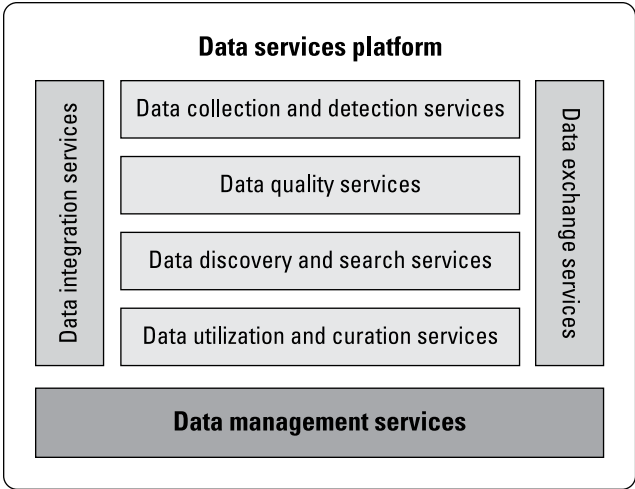 Data services platform
Data integration services
Data collection and detection services
Data quality services
Data discovery and search services
Data utilization and curation services
Data exchange services
Data management services